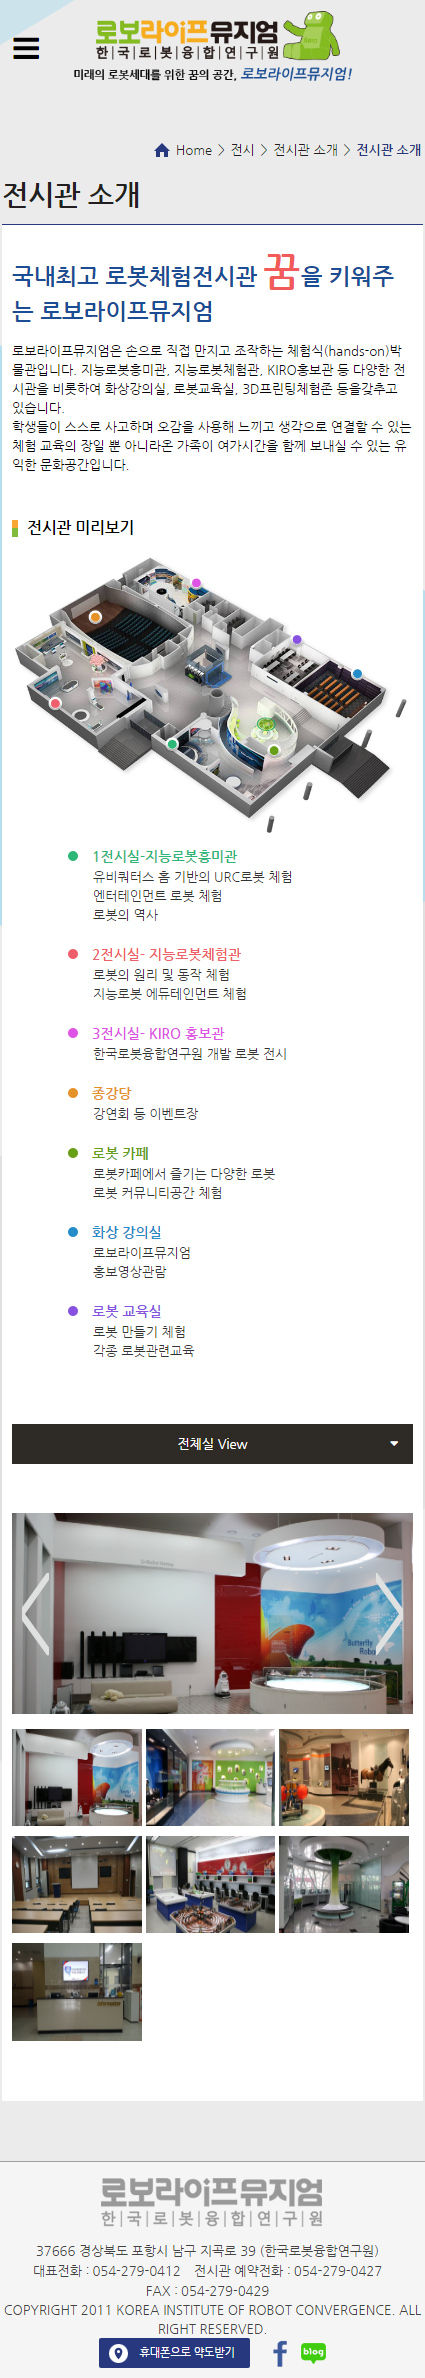 로보라이프뮤지엄
한국로봇융합연구원
미래의 로봇세대를 위한 꿈의 공간, 로보라이프뮤지엄!
Home > 전시 > 전시관 소개 > 전시관 소개
전시관 소개
국내최고 로봇체험전시관 꿈을 키워주
는 로보라이프뮤지엄
로보라이프뮤지엄은 손으로 직접 만지고 조작하는 체험식(hands-on)박
물관입니다. 지능로봇흥미관, 지능로봇체험관, KIRO홍보관 등 다양한 전
시관을 비롯하여 화상강의실, 로봇교육실, 3D프린팅체험존 등을갖추고
있습니다.
학생들이 스스로 사고하며 오감을 사용해 느끼고 생각으로 연결할 수 있는
체험 교육의 장일 뿐 아니라온 가족이 여가시간을 함께 보내실 수 있는 유
익한 문화공간입니다.
전시관 미리보기
1전시실-지능로봇흥미관
유비쿼터스 홈 기반의 URC로봇 체험
엔터테인먼트 로봇 체험
로봇의 역사
2전시실- 지능로봇체험관
로봇의 원리 및 동작 체험
지능로봇 에듀테인먼트 체험
3전시실- KIRO 홍보관
한국로봇융합연구원 개발 로봇 전시
종강당
강연회 등 이벤트장
로봇 카페
로봇카페에서 즐기는 다양한 로봇
로봇 커뮤니티공간 체험
화상 강의실
로보라이프뮤지엄
홍보영상관람
로봇 교육실
로봇 만들기 체험
각종 로봇관련교육
전체실 View
Butterfly
Robo
로보라이프뮤지엄
한국로봇융합연구원
37666 경상북도 포항시 남구 지곡로 39 (한국로봇융합연구원)
대표전화 : 054-279-0412 전시관 예약전화 : 054-279-0427
FAX : 054-279-0429
COPYRIGHT 2011 KOREA INSTITUTE OF ROBOT CONVERGENCE. ALL
RIGHT RESERVED.
휴대폰으로 약도받기
blog